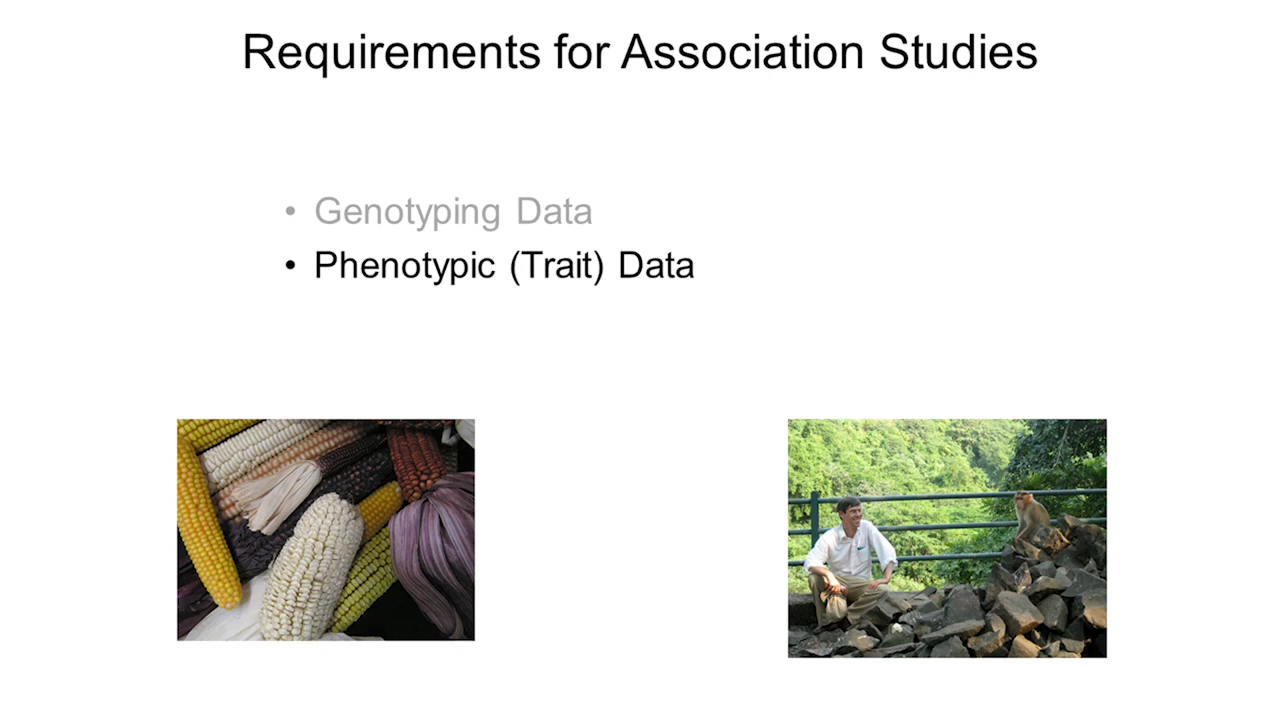 Requirements for Association Studies
• Genotyping Data
• Phenotypic (Trait) Data